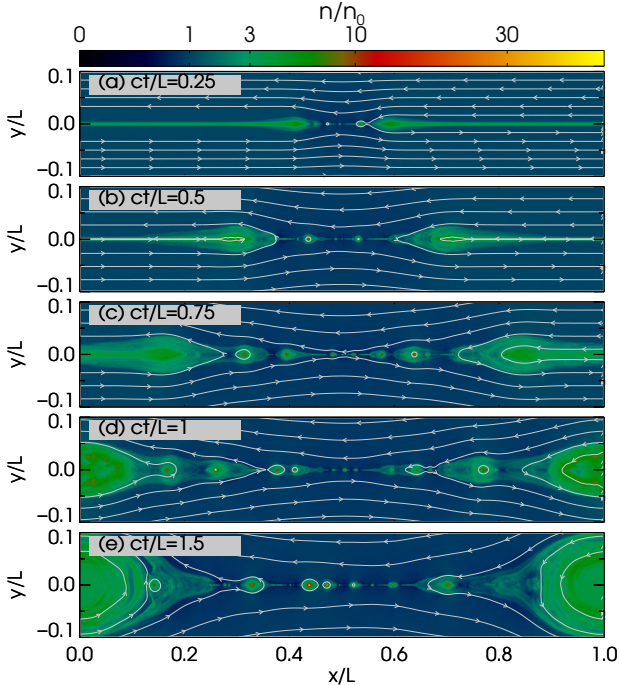 n/n0
0 1 3 10 30
0.1
(a) ct/L=0.25
y/L
0.0
−0.1
0.1
(b) ct/L=0.5
y/L
0.0
−0.1
0.1
(c) ct/L=0.75
y/L
0.0
−0.1
0.1
(d) ct/L=1
y/L
0.0
−0.1
0.1
(e) ct/L=1.5
y/L
0.0
−0.1
0.0 0.2 0.4 0.6 0.8 1.0
x/L